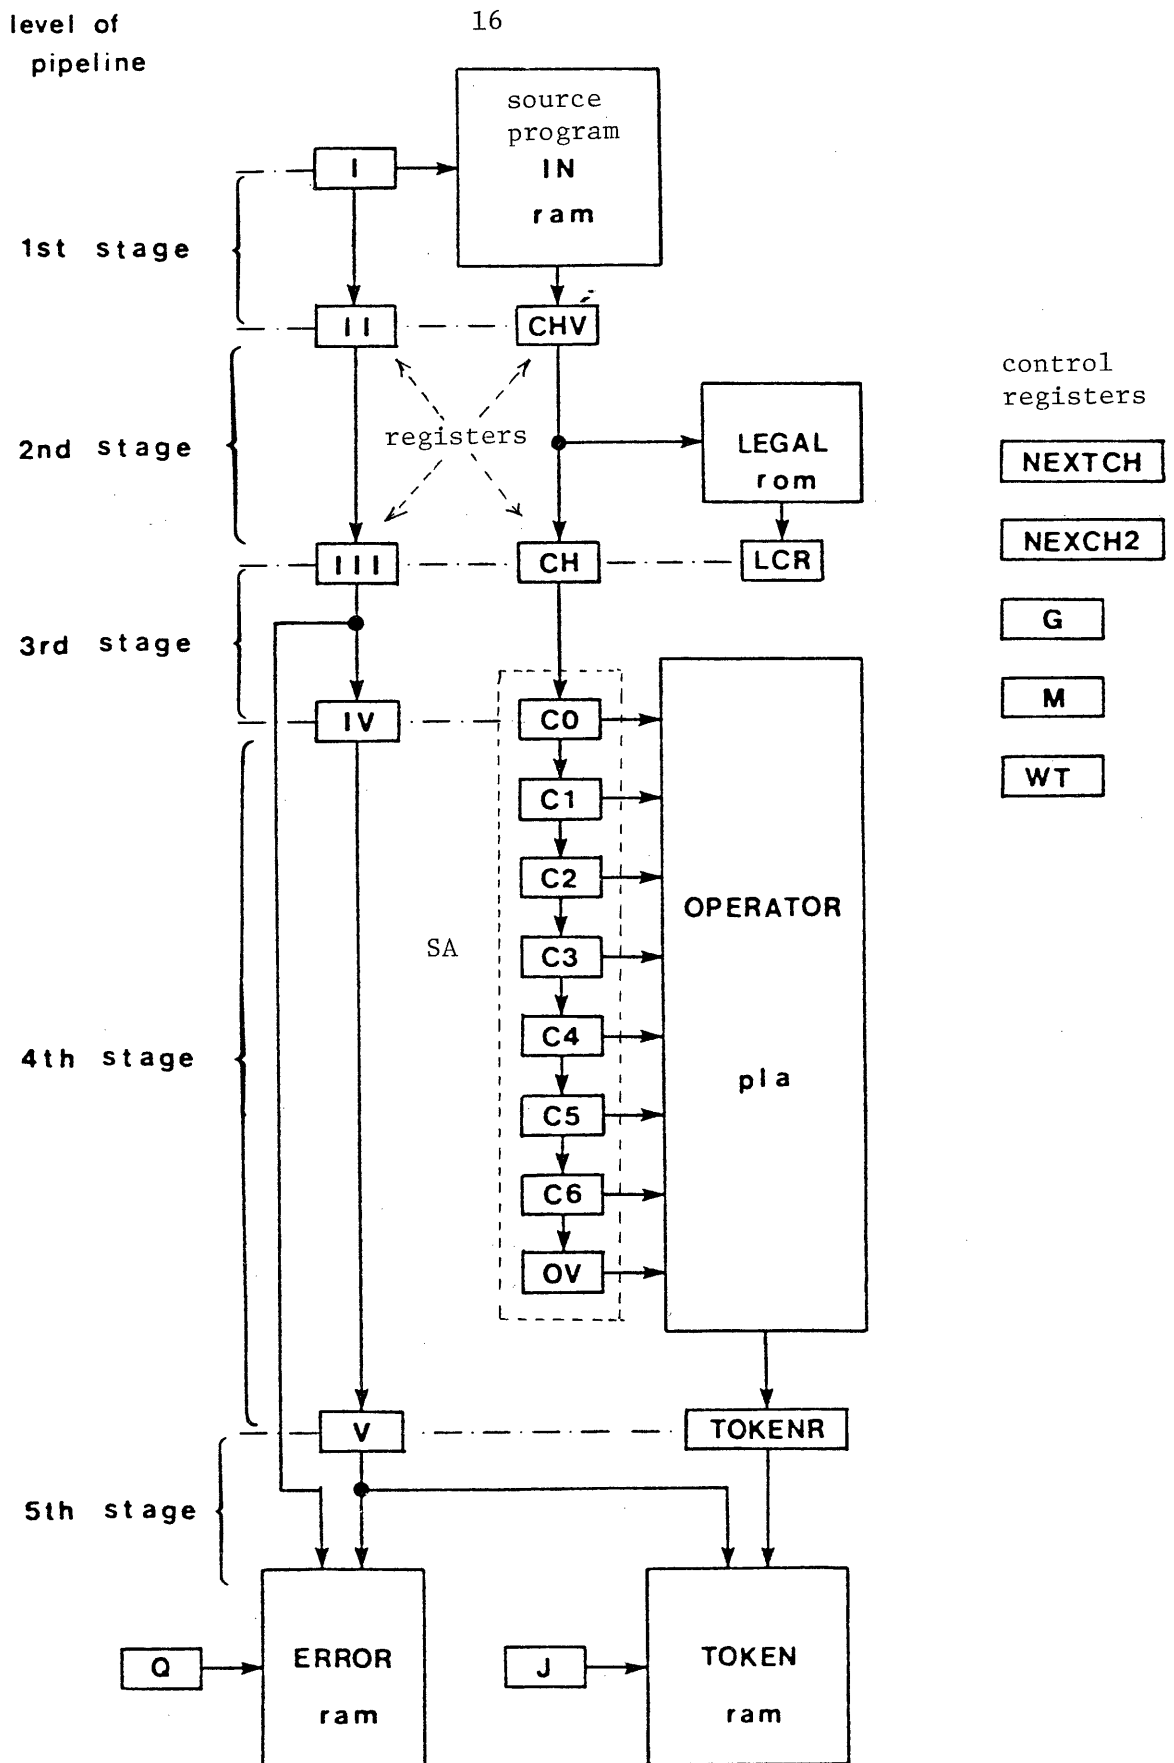 level of
pipeline
16
source
program
IN
ram
I
1st stage
II
CHV
control
registers
registers
2nd stage
LEGAL
rom
NEXTCH
NEXCH2
III
CH
LCR
3rd stage
G
M
IV
C0
WT
C1
C2
OPERATOR
SA
C3
C4
4th stage
pla
C5
C6
OV
V
TOKENR
5th stage
Q
ERROR
ram
J
TOKEN
ram